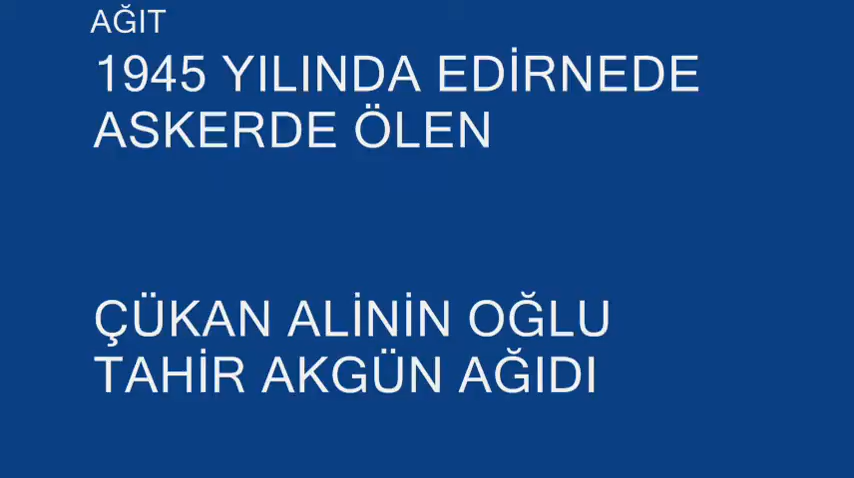 AĞIT
1945 YILINDA EDİRNEDE
ASKERDE ÖLEN
ÇÜKAN ALİNİN OĞLU
TAHİR AKGÜN AĞIDI